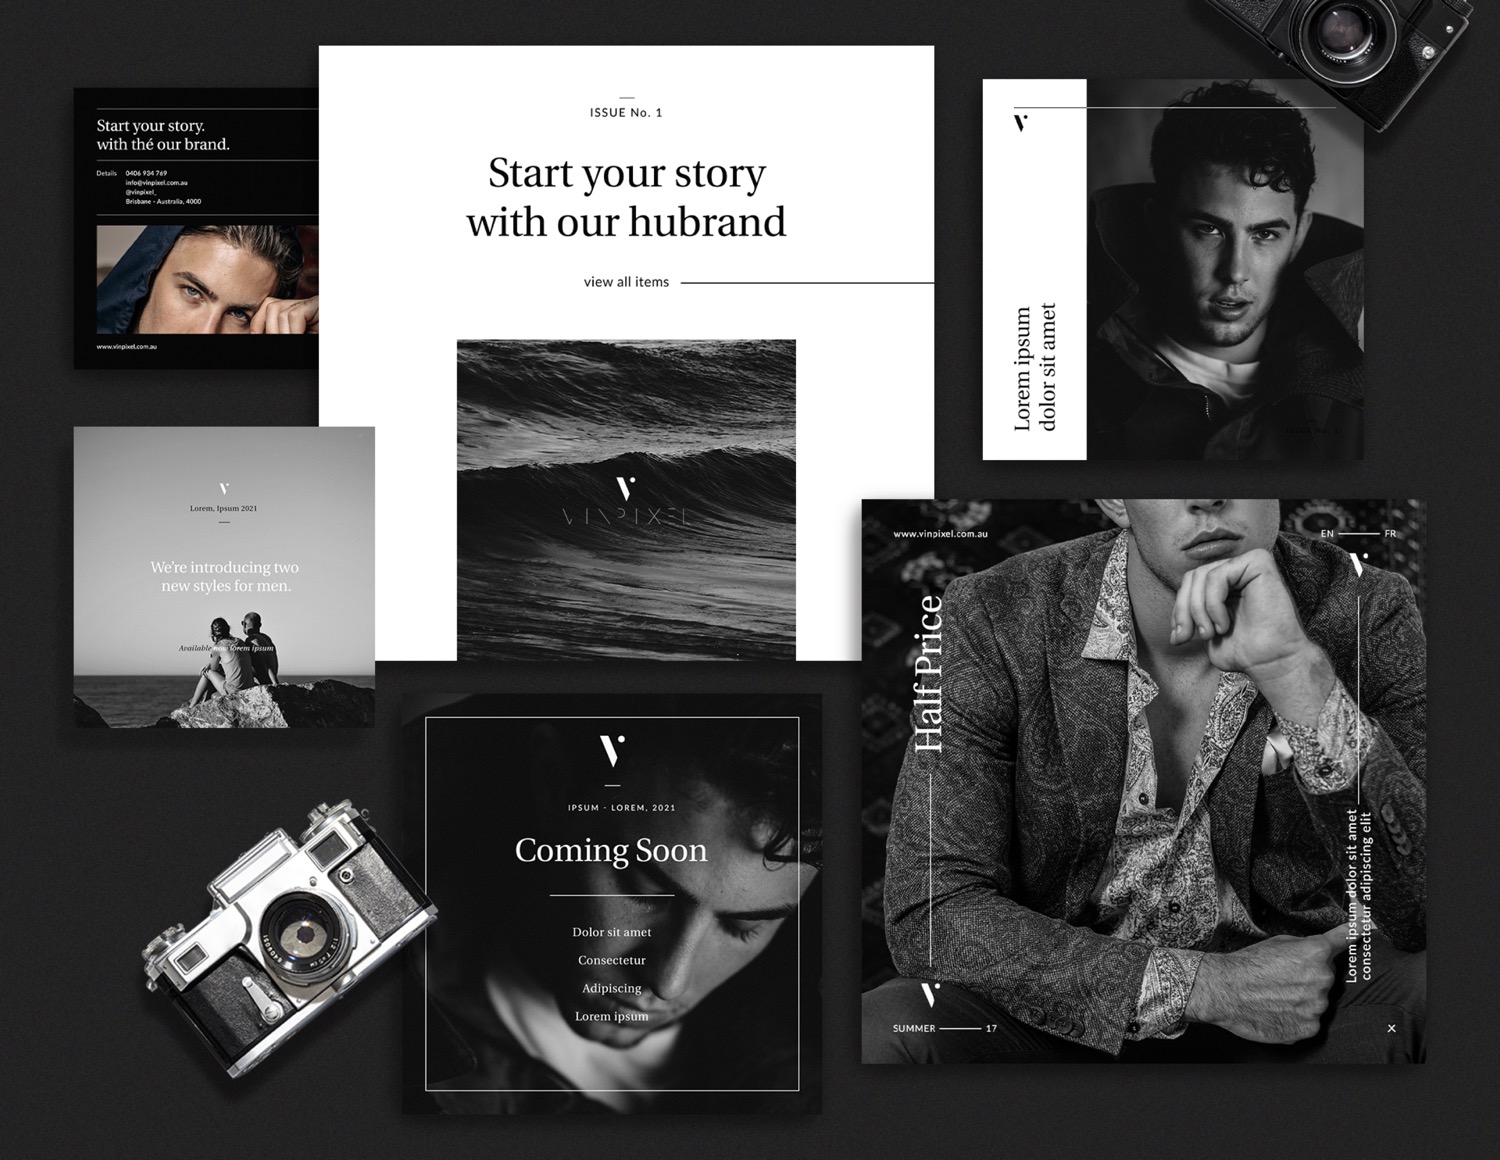 Start your story.
with thé our brand.
Details 0406 934 769
info@vinpixel.com.au
@vinpixel_
Brisbane - Australia, 4000
www.vinpixel.com.au
ISSUE No. 1
Start your story
with our hubrand
view all items
VINPIXEL
Lorem ipsum
dolor sit amet
Lorem, Ipsum 2021
We're introducing two
new styles for men.
Available now lorem ipsum
IPSUM - LOREM, 2021
Coming Soon
Dolor sit amet
Consectetur
Adipiscing
Lorem ipsum
www.vinpixel.com.au
EN FR
Half Price
Lorem ipsum dolor sit amet
consectetur adipiscing elit
SUMMER 17